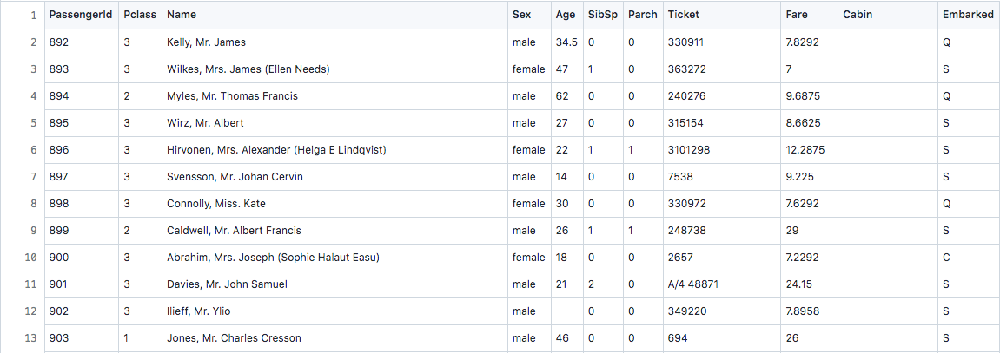 1 PassengerId Pclass Name Sex Age SibSp Parch Ticket Fare Cabin Embarked
2 892 3 Kelly, Mr. James male 34.5 0 0 330911 7.8292 Q
3 893 3 Wilkes, Mrs. James (Ellen Needs) female 47 1 0 363272 7 S
4 894 2 Myles, Mr. Thomas Francis male 62 0 0 240276 9.6875 Q
5 895 3 Wirz, Mr. Albert male 27 0 0 315154 8.6625 S
6 896 3 Hirvonen, Mrs. Alexander (Helga E Lindqvist) female 22 1 1 3101298 12.2875 S
7 897 3 Svensson, Mr. Johan Cervin male 14 0 0 7538 9.225 S
8 898 3 Connolly, Miss. Kate female 30 0 0 330972 7.6292 Q
9 899 2 Caldwell, Mr. Albert Francis male 26 1 1 248738 29 S
10 900 3 Abrahim, Mrs. Joseph (Sophie Halaut Easu) female 18 0 0 2657 7.2292 C
11 901 3 Davies, Mr. John Samuel male 21 2 0 A/4 48871 24.15 S
12 902 3 Ilieff, Mr. Ylio male 0 0 349220 7.8958 S
13 903 1 Jones, Mr. Charles Cresson male 46 0 0 694 26 S